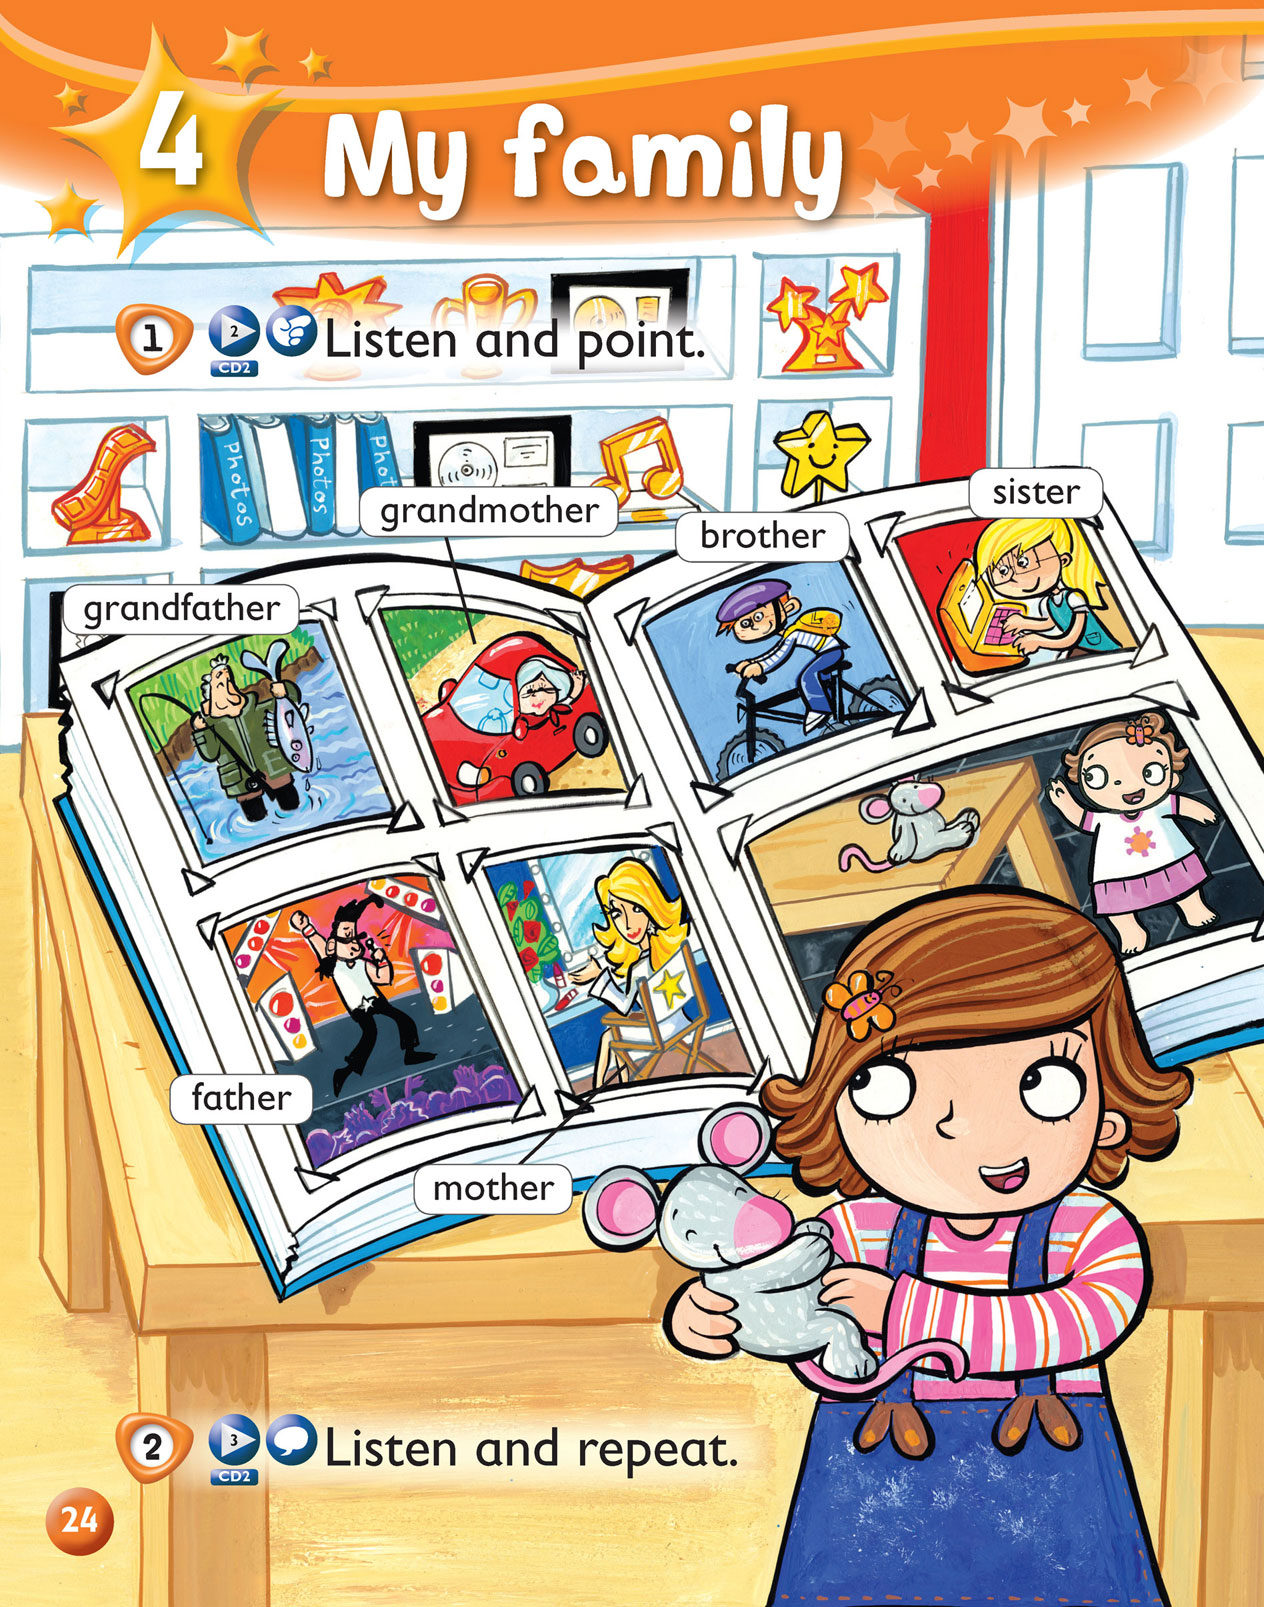 4
My family
1
2
CD2
Listen and point.
Photos
Photos
Phot
grandmother
sister
brother
grandfather
father
mother
2
3
CD2
Listen and repeat.
24